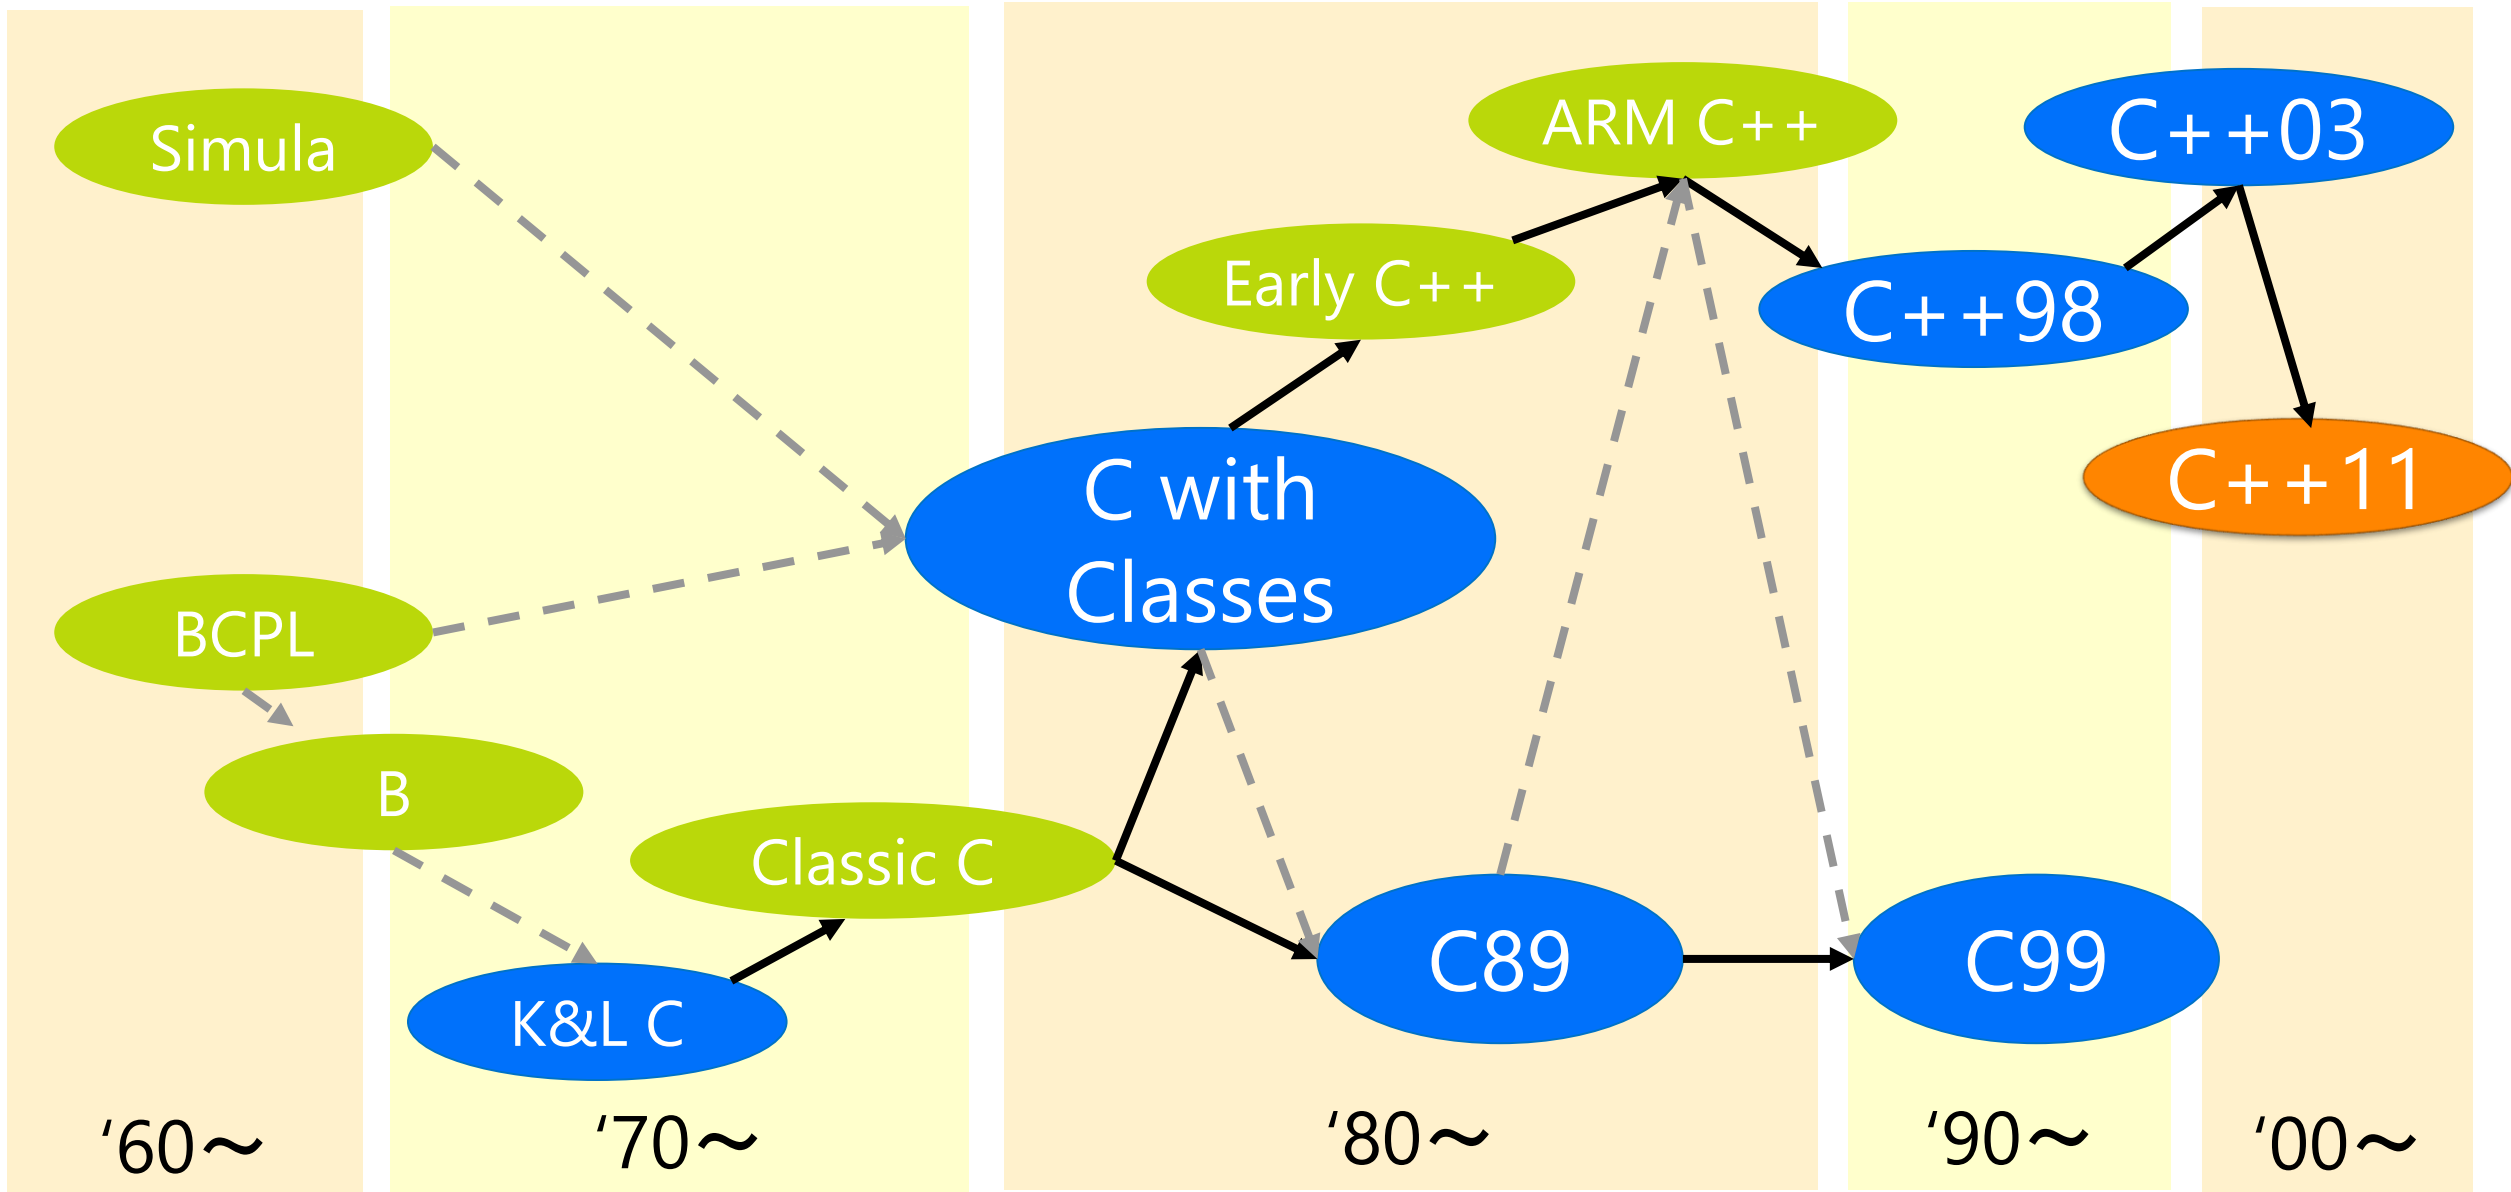 Simula
ARM C++
C++03
Early C++
C++98
C with
Classes
C++11
BCPL
B
Classic C
C89
C99
K&L C
‘60～
‘70～
‘80～
‘90～
‘00～